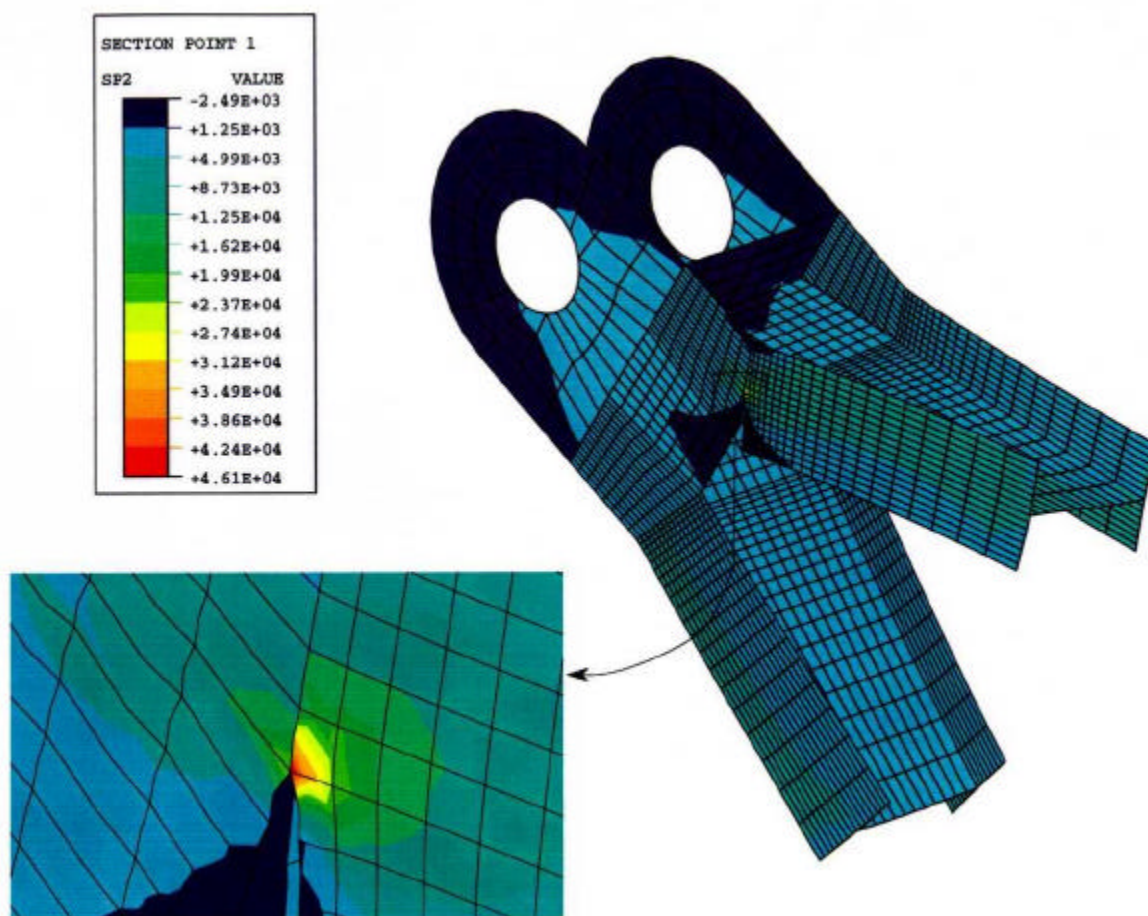 SECTION POINT 1
SP2 VALUE
-2.49E+03
+1.25E+03
+4.99E+03
+8.73E+03
+1.25E+04
+1.62E+04
+1.99E+04
+2.37E+04
+2.74E+04
+3.12E+04
+3.49E+04
+3.86E+04
+4.24E+04
+4.61E+04